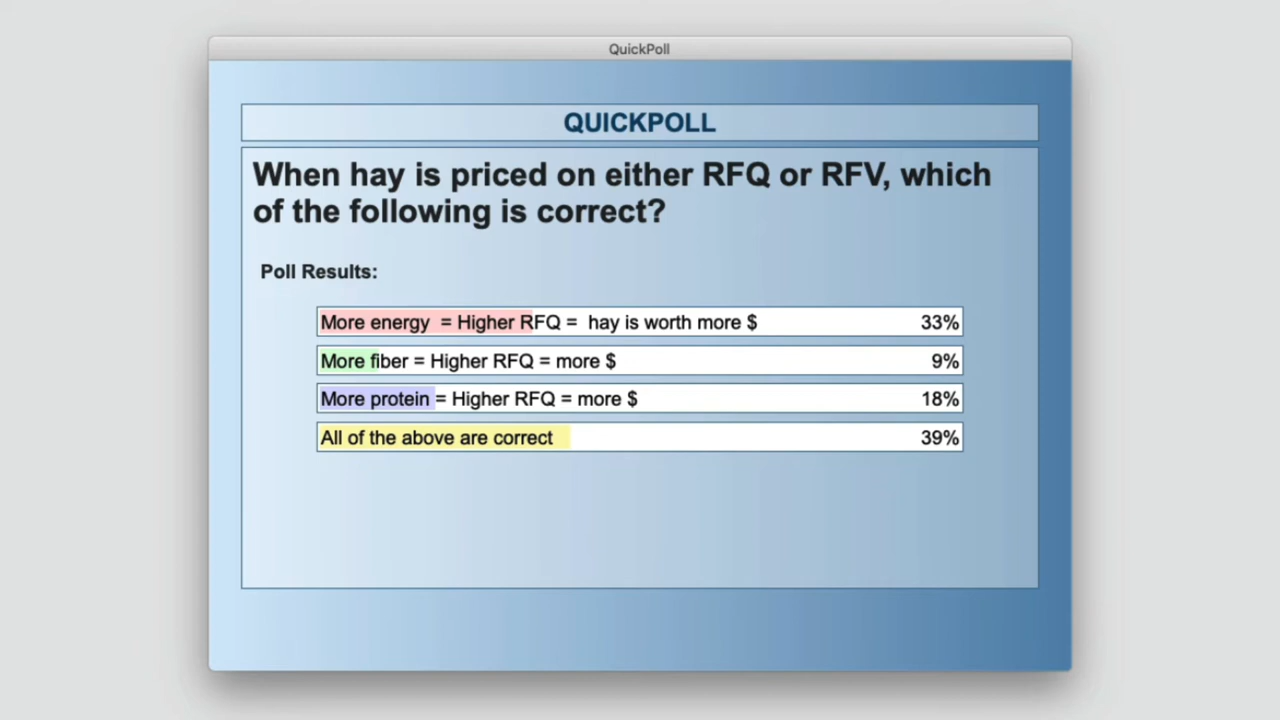 QuickPoll
QUICKPOLL
When hay is priced on either RFQ or RFV, which
of the following is correct?
Poll Results:
More energy = Higher RFQ = hay is worth more $ 33%
More fiber = Higher RFQ = more $ 9%
More protein = Higher RFQ = more $ 18%
All of the above are correct 39%